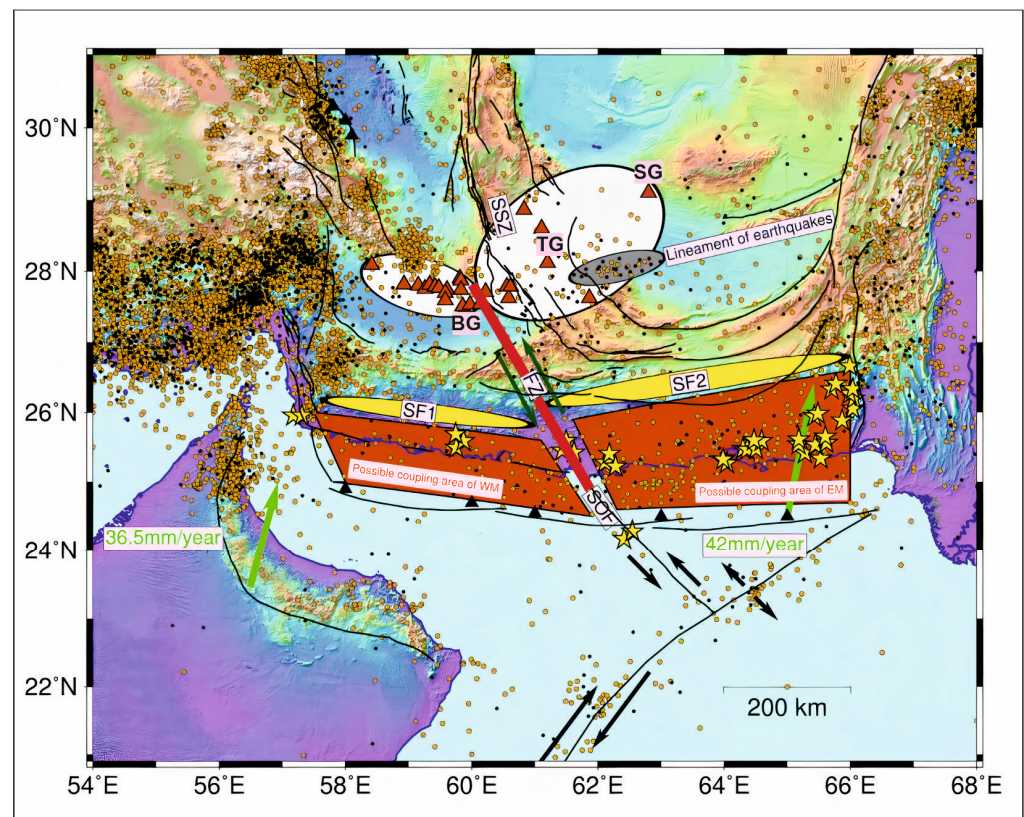 30°N
28°N
26°N
24°N
22°N
SG
SSZ
TG
Lineament of earthquakes
BG
F7
SF2
SF1
Possible coupling area of WM
Possible coupling area of EM
SOF
36.5mm/year
42mm/year
200 km
54°E
56°E
58°E
60°E
62°E
64°E
66°E
68°E